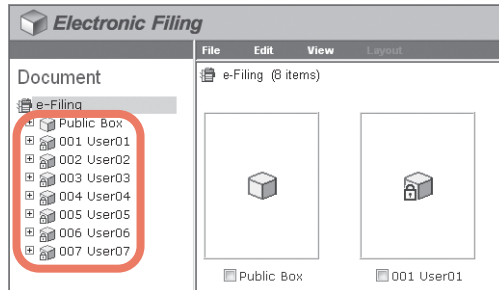 Electronic Filing
File Edit View Layout
Document
e-Filing (8 items)
e-Filing
Public Box
001 User01
002 User02
003 User03
004 User04
005 User05
006 User06
007 User07
Public Box
001 User01